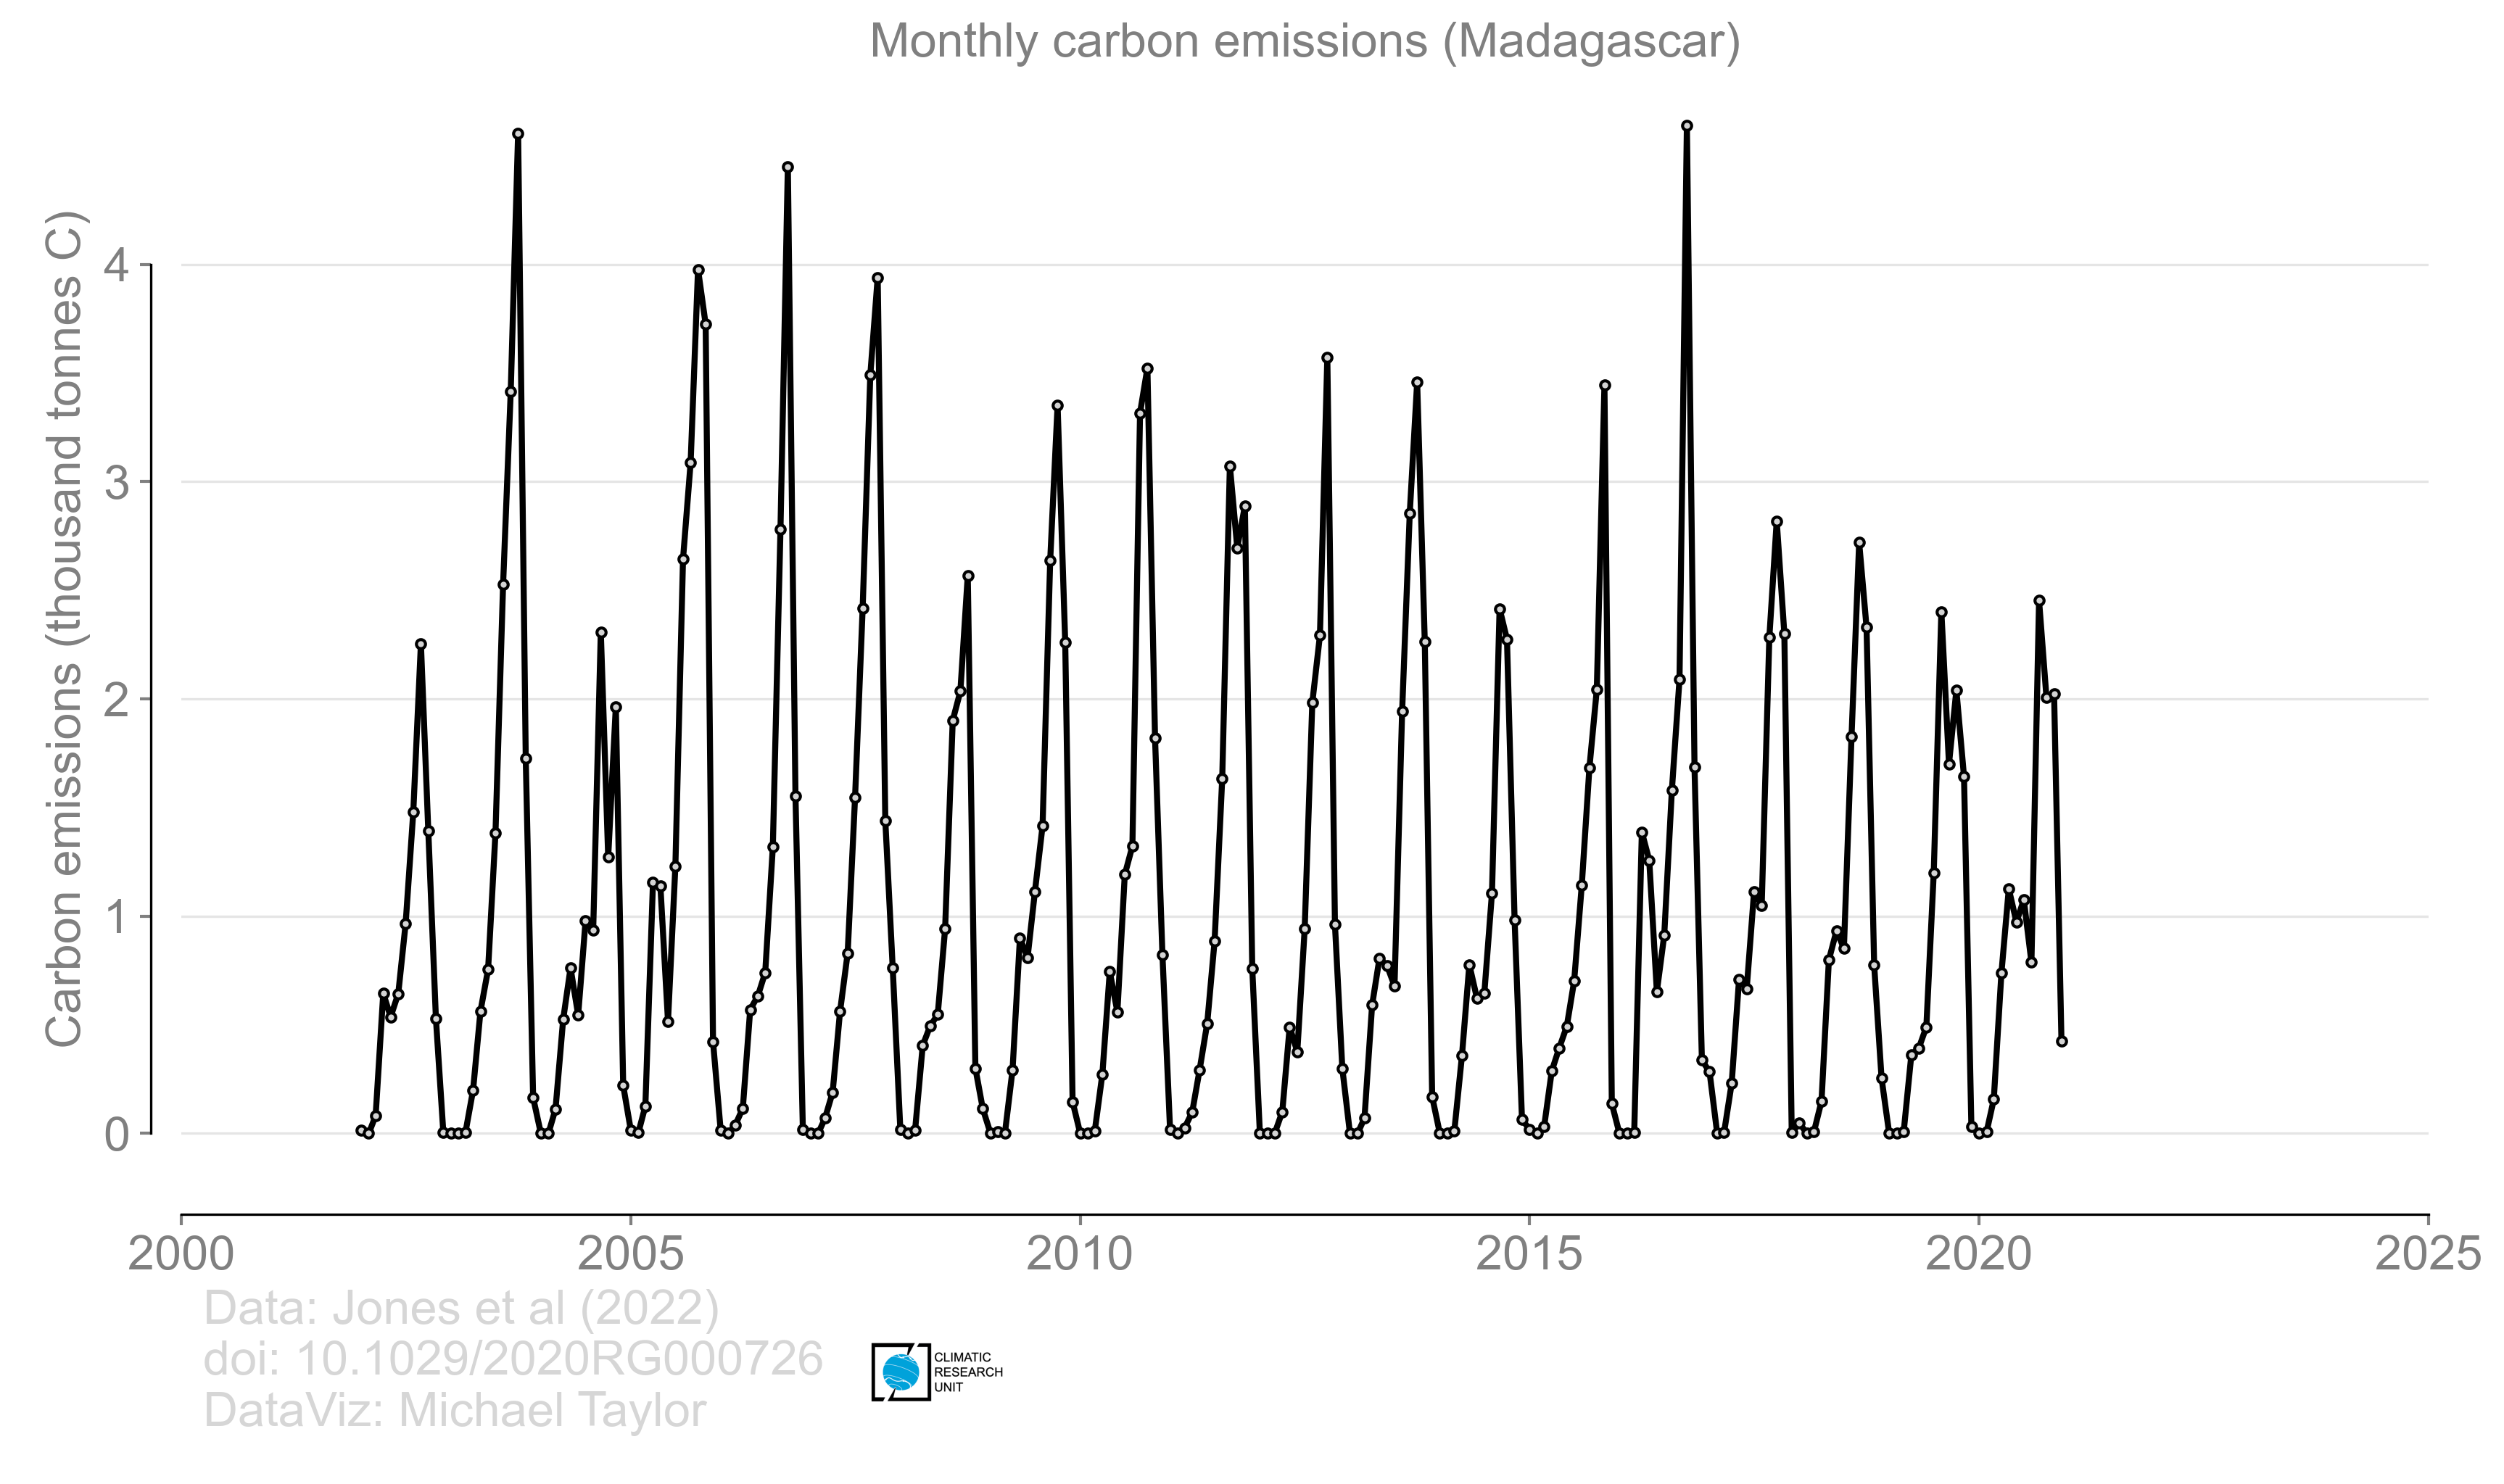 Monthly carbon emissions (Madagascar)
Carbon emissions (thousand tonnes C)
4
3
2
1
0
2000 2005 2010 2015 2020 2025
Data: Jones et al (2022)
doi: 10.1029/2020RG000726
DataViz: Michael Taylor
CLIMATIC
RESEARCH
UNIT